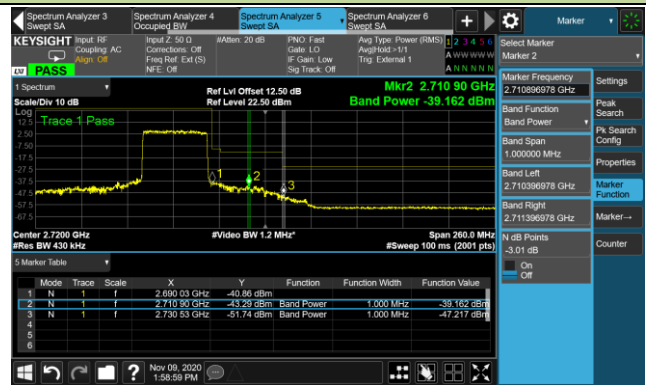 Spectrum Analyzer 3
Swept SA
Spectrum Analyzer 4
Occupied BW
Spectrum Analyzer 5
Swept SA
Spectrum Analyzer 6
Swept SA
+
Marker
KEYSIGHT
Input: RF
Coupling: AC
Align: Off
Input Z: 50 Ω
Corrections: Off
Freq Ref: Ext (S)
NFE: Off
#Atten: 20 dB
PNO: Fast
Gate: LO
IF Gain: Low
Sig Track: Off
Avg Type: Power (RMS)
Avg|Hold:>1/1
Trig: External 1
1 2 3 4 5 6
A W W W W W
A N N N N N
LXI
PASS
Select Marker
Marker 2
1 Spectrum
Scale/Div 10 dB
Ref Lvl Offset 12.50 dB
Ref Level 22.50 dBm
Mkr2 2.710 90 GHz
Band Power -39.162 dBm
Log
Trace 1 Pass
12.5
2.50
-7.50
-17.5
-27.5
-37.5
-47.5
-57.5
-67.5
1
2
3
Center 2.7200 GHz
#Res BW 430 kHz
#Video BW 1.2 MHz*
Span 260.0 MHz
#Sweep 100 ms (2001 pts)
5 Marker Table
Mode Trace Scale X Y Function Function Width Function Value
1 N 1 f 2.690 03 GHz -40.86 dBm
2 N 1 f 2.710 90 GHz -43.29 dBm Band Power 1.000 MHz -39.162 dBm
3 N 1 f 2.730 53 GHz -51.74 dBm Band Power 1.000 MHz -47.217 dBm
4
5
6
Marker Frequency
2.710896978 GHz
Band Function
Band Power
Band Span
1.000000 MHz
Band Left
2.710396978 GHz
Band Right
2.711396978 GHz
N dB Points
-3.01 dB
On
Off
Settings
Peak
Search
Pk Search
Config
Properties
Marker
Function
Marker→
Counter
?
Nov 09, 2020
1:58:59 PM